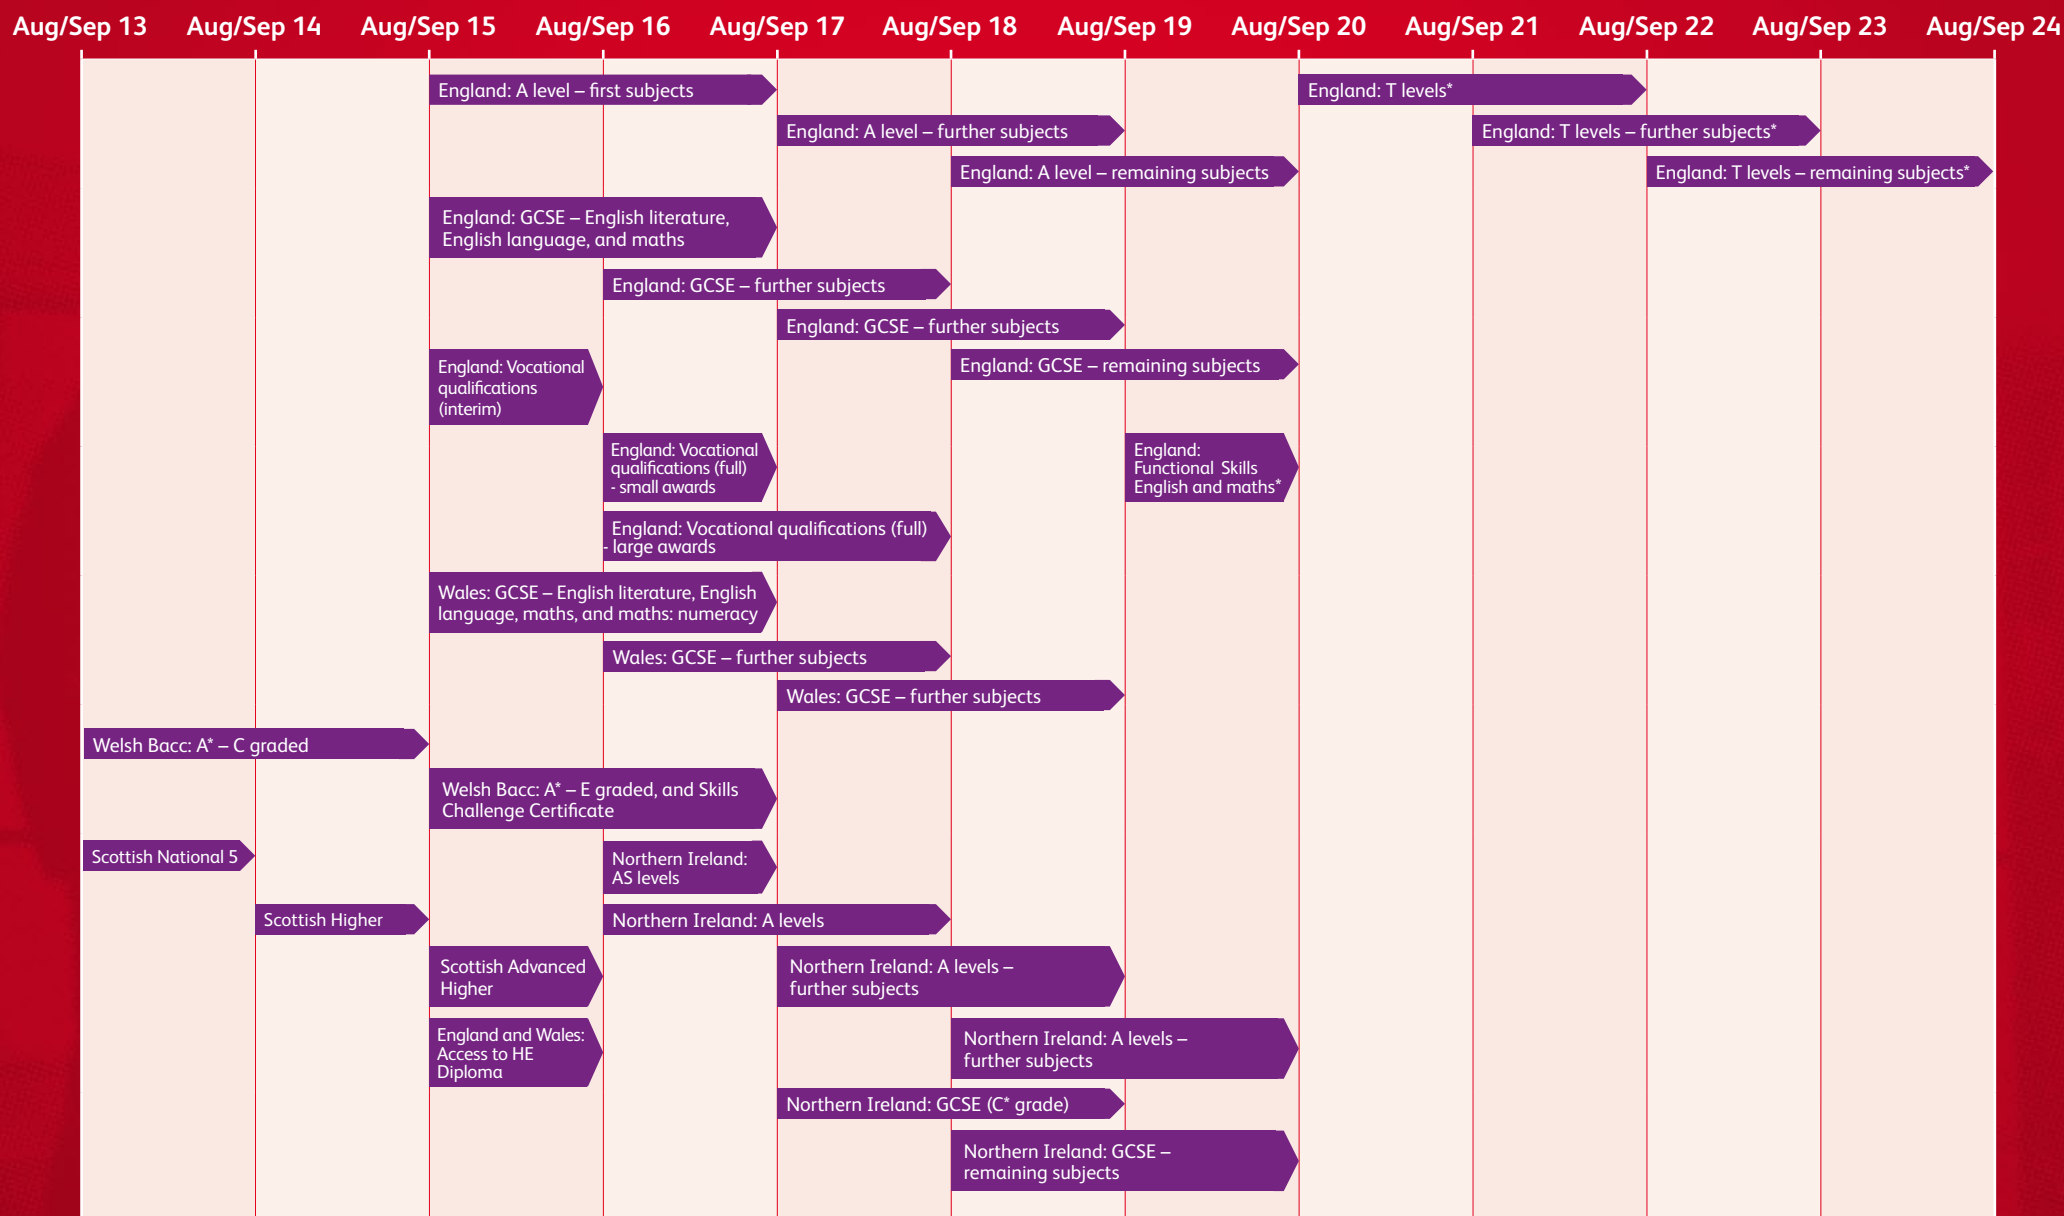 Aug/Sep 13 Aug/Sep 14 Aug/Sep 15 Aug/Sep 16 Aug/Sep 17 Aug/Sep 18 Aug/Sep 19 Aug/Sep 20 Aug/Sep 21 Aug/Sep 22 Aug/Sep 23 Aug/Sep 24
England: A level – first subjects
England: T levels*
England: A level – further subjects
England: T levels – further subjects*
England: A level – remaining subjects
England: T levels – remaining subjects*
England: GCSE – English literature,
English language, and maths
England: GCSE – further subjects
England: GCSE – further subjects
England: Vocational
qualifications
(interim)
England: GCSE – remaining subjects
England: Vocational
qualifications (full)
- small awards
England:
Functional Skills
English and maths*
England: Vocational qualifications (full)
- large awards
Wales: GCSE – English literature, English
language, maths, and maths: numeracy
Wales: GCSE – further subjects
Wales: GCSE – further subjects
Welsh Bacc: A* – C graded
Welsh Bacc: A* – E graded, and Skills
Challenge Certificate
Scottish National 5
Northern Ireland:
AS levels
Scottish Higher
Northern Ireland: A levels
Scottish Advanced
Higher
Northern Ireland: A levels –
further subjects
England and Wales:
Access to HE
Diploma
Northern Ireland: A levels –
further subjects
Northern Ireland: GCSE (C* grade)
Northern Ireland: GCSE –
remaining subjects